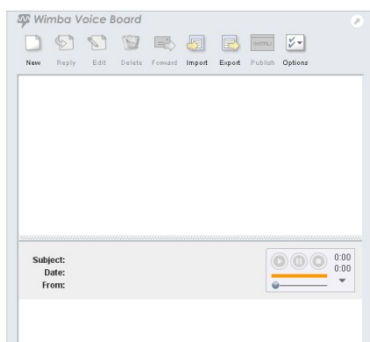 Wimba Voice Board
New Reply Edit Delete Forward Import Export Publish Options
Subject: 0:00
Date: 0:00
From: